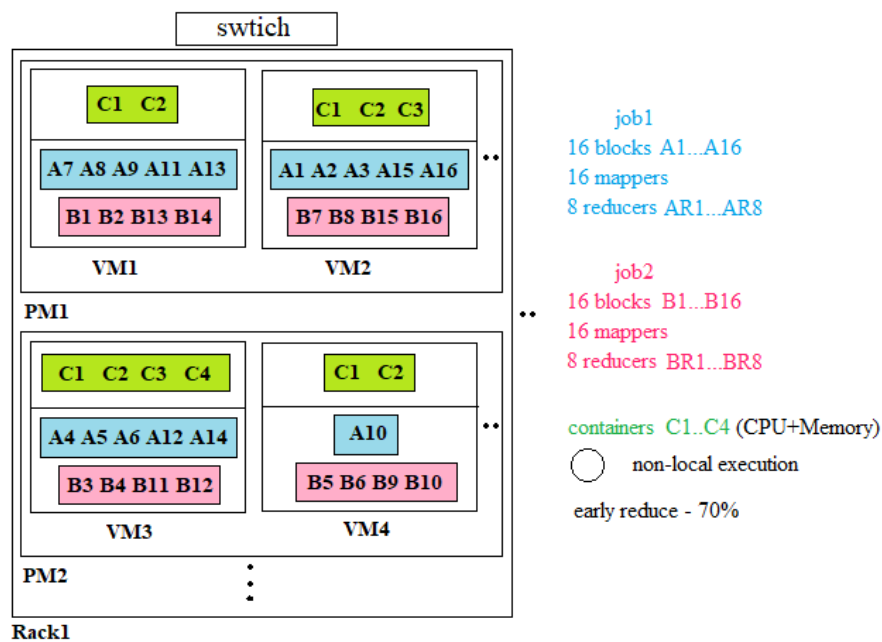 swtich
C1 C2
C1 C2 C3
A7 A8 A9 A11 A13
A1 A2 A3 A15 A16
B1 B2 B13 B14
B7 B8 B15 B16
VM1
VM2
PM1
C1 C2 C3 C4
C1 C2
A4 A5 A6 A12 A14
A10
B3 B4 B11 B12
B5 B6 B9 B10
VM3
VM4
PM2
Rack1
job1
16 blocks A1...A16
16 mappers
8 reducers AR1...AR8
job2
16 blocks B1...B16
16 mappers
8 reducers BR1...BR8
containers C1..C4 (CPU+Memory)
non-local execution
early reduce - 70%